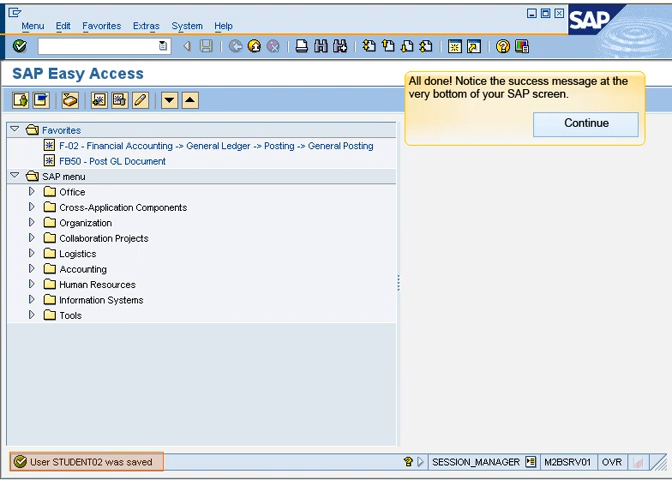 Menu Edit Favorites Extras System Help
SAP
SAP Easy Access
All done! Notice the success message at the
very bottom of your SAP screen.
Continue
Favorites
F-02 - Financial Accounting -> General Ledger -> Posting -> General Posting
FB50 - Post GL Document
SAP menu
Office
Cross-Application Components
Organization
Collaboration Projects
Logistics
Accounting
Human Resources
Information Systems
Tools
User STUDENT02 was saved
SESSION_MANAGER M2BSRV01 OVR